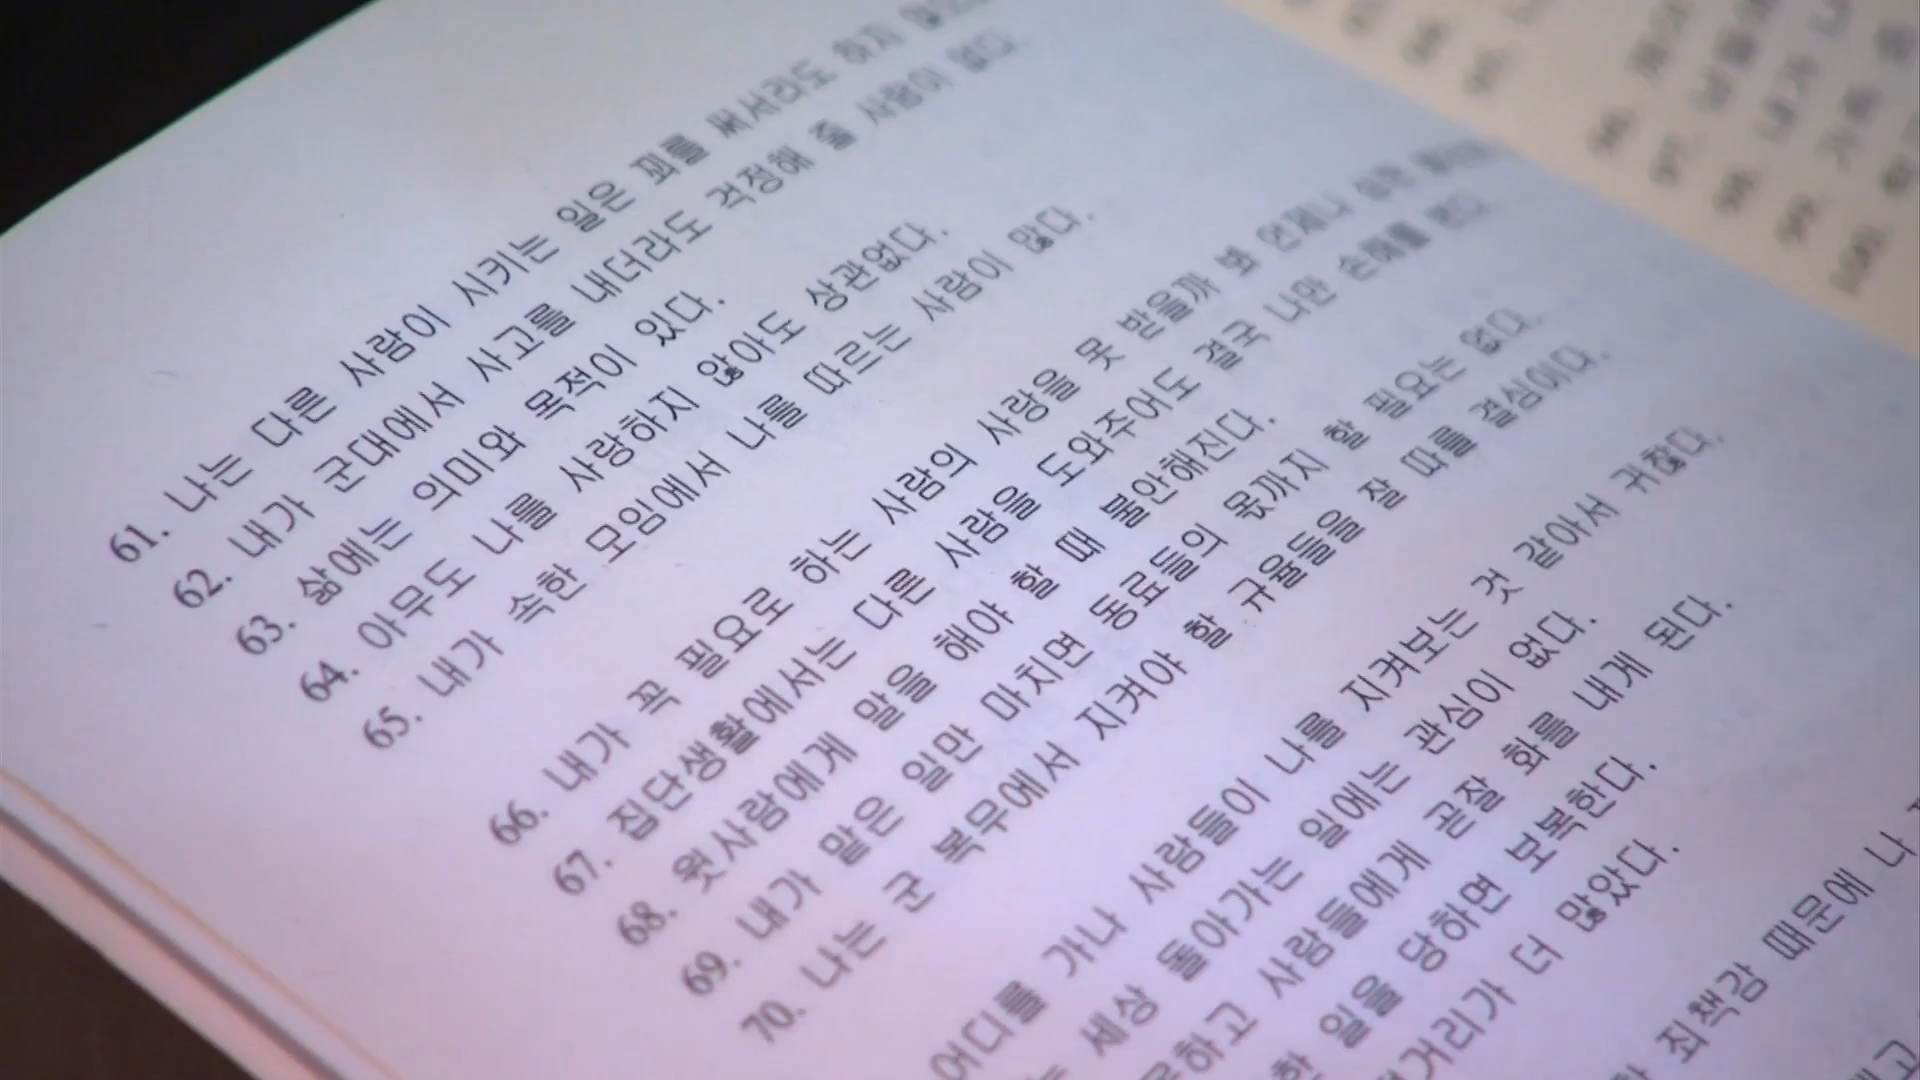 61. 나는 다른 사람이 시키는 일은 꾀를 써서라도 하지
62. 내가 군대에서 사고를 내더라도 걱정해 줄 사람이 없다.
63. 삶에는 의미와 목적이 있다.
64. 아무도 나를 사랑하지 않아도 상관없다.
65. 내가 속한 모임에서 나를 따르는 사람이 많다.
66. 내가 꼭 필요로 하는 사람의 사랑을 못 받을까 봐 언제나
67. 집단생활에서는 다른 사람을 도와주어도 결국 나만 손해를 본다.
68. 윗사람에게 말을 해야 할 때 불안해진다.
69. 내가 맡은 일만 마치면 동료들의 몫까지 할 필요는 없다.
70. 나는 군 복무에서 지켜야 할 규율들을 잘 따를 결심이다.
어디를 가나 사람들이 나를 지켜보는 것 같아서 귀찮다.
는 세상 돌아가는 일에는 관심이 없다.
사람들에게 곧잘 화를 내게 된다.
한 일을 당하면 보복한다.
거리가 더 많았다.
죄책감 때문에 나